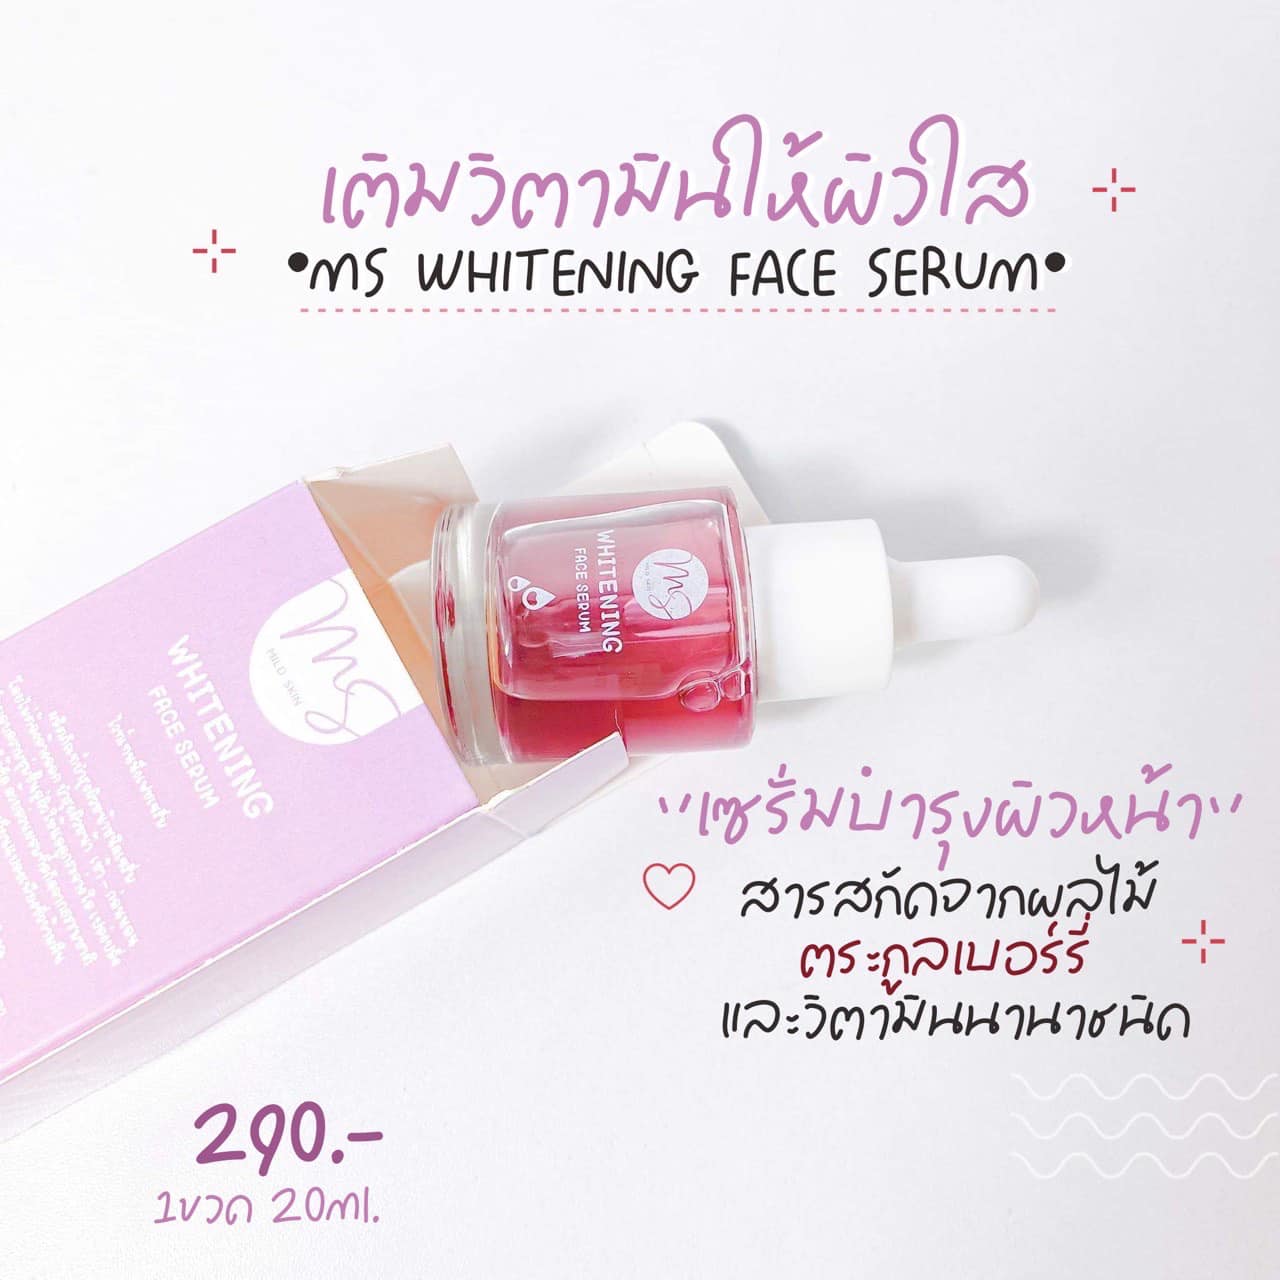 เติมวิตามินให้ผิวใส
•MS WHITENING FACE SERUM•
WHITENING
FACE SERUM
ms
MILD SKIN
ms
MILD SKIN
WHITENING
FACE SERUM
"เซรั่มบำรุงผิวหน้า"
สารสกัดจากผลไม้
ตระกูลเบอร์รี่
และวิตามินนานาชนิด
290.-
1ขวด 20ml.